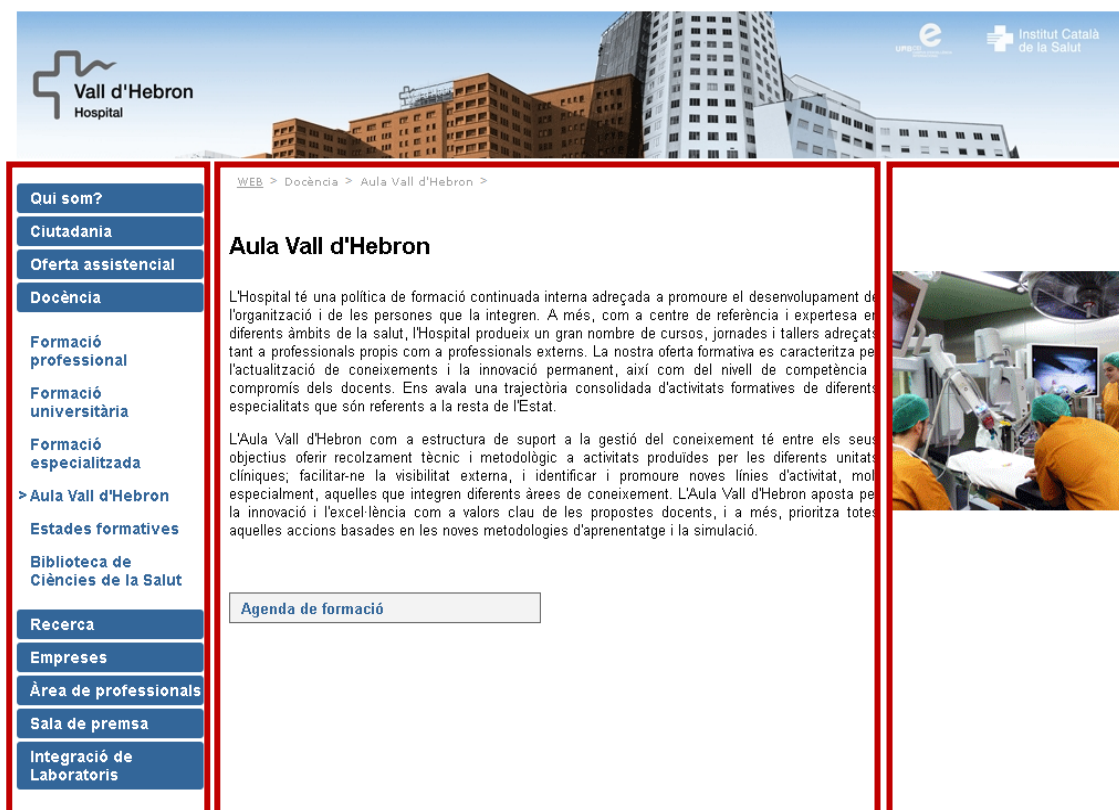 Vall d'Hebron
Hospital
Institut Català
de la Salut
Qui som?
Ciutadania
Oferta assistencial
Docència
Formació
professional
Formació
universitària
Formació
especialitzada
> Aula Vall d'Hebron
Estades formatives
Biblioteca de
Ciències de la Salut
Recerca
Empreses
Àrea de professionals
Sala de premsa
Integració de
Laboratoris
WEB > Docència > Aula Vall d'Hebron >
Aula Vall d'Hebron
L'Hospital té una política de formació continuada interna adreçada a promoure el desenvolupament de
l'organització i de les persones que la integren. A més, com a centre de referència i expertesa en
diferents àmbits de la salut, l'Hospital produeix un gran nombre de cursos, jornades i tallers adreçats
tant a professionals propis com a professionals externs. La nostra oferta formativa es caracteritza pe
l'actualització de coneixements i la innovació permanent, així com del nivell de competència
compromís dels docents. Ens avala una trajectòria consolidada d'activitats formatives de diferents
especialitats que són referents a la resta de l'Estat.
L'Aula Vall d'Hebron com a estructura de suport a la gestió del coneixement té entre els seus
objectius oferir recolzament tècnic i metodològic a activitats produïdes per les diferents unitats
clíniques; facilitar-ne la visibilitat externa, i identificar i promoure noves línies d'activitat, mol
especialment, aquelles que integren diferents àrees de coneixement. L'Aula Vall d'Hebron aposta pe
la innovació i l'excel·lència com a valors clau de les propostes docents, i a més, prioritza totes
aquelles accions basades en les noves metodologies d'aprenentatge i la simulació.
Agenda de formació